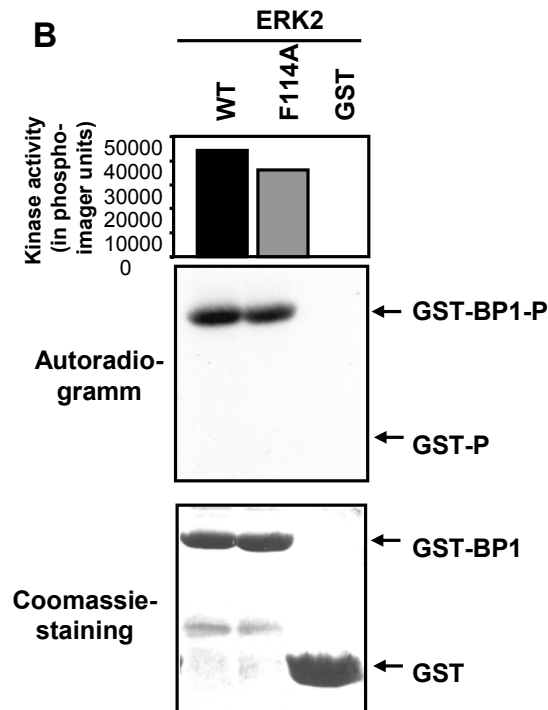 B
ERK2
WT
F114A
GST
Kinase activity
(in phospho-
imager units)
50000
40000
30000
20000
10000
0
GST-BP1-P
Autoradio-
gramm
GST-P
GST-BP1
Coomassie-
staining
GST